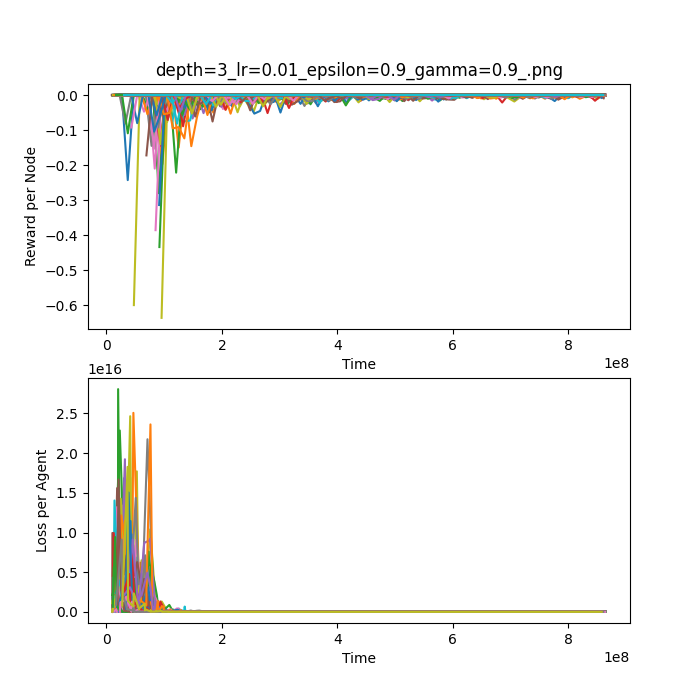 depth=3_lr=0.01_epsilon=0.9_gamma=0.9_.png
0.0
−0.1
−0.2
−0.3
−0.4
−0.5
−0.6
Reward per Node
0 2 4 6 8
Time
1e8
1e16
2.5
2.0
1.5
1.0
0.5
0.0
Loss per Agent
0 2 4 6 8
Time
1e8